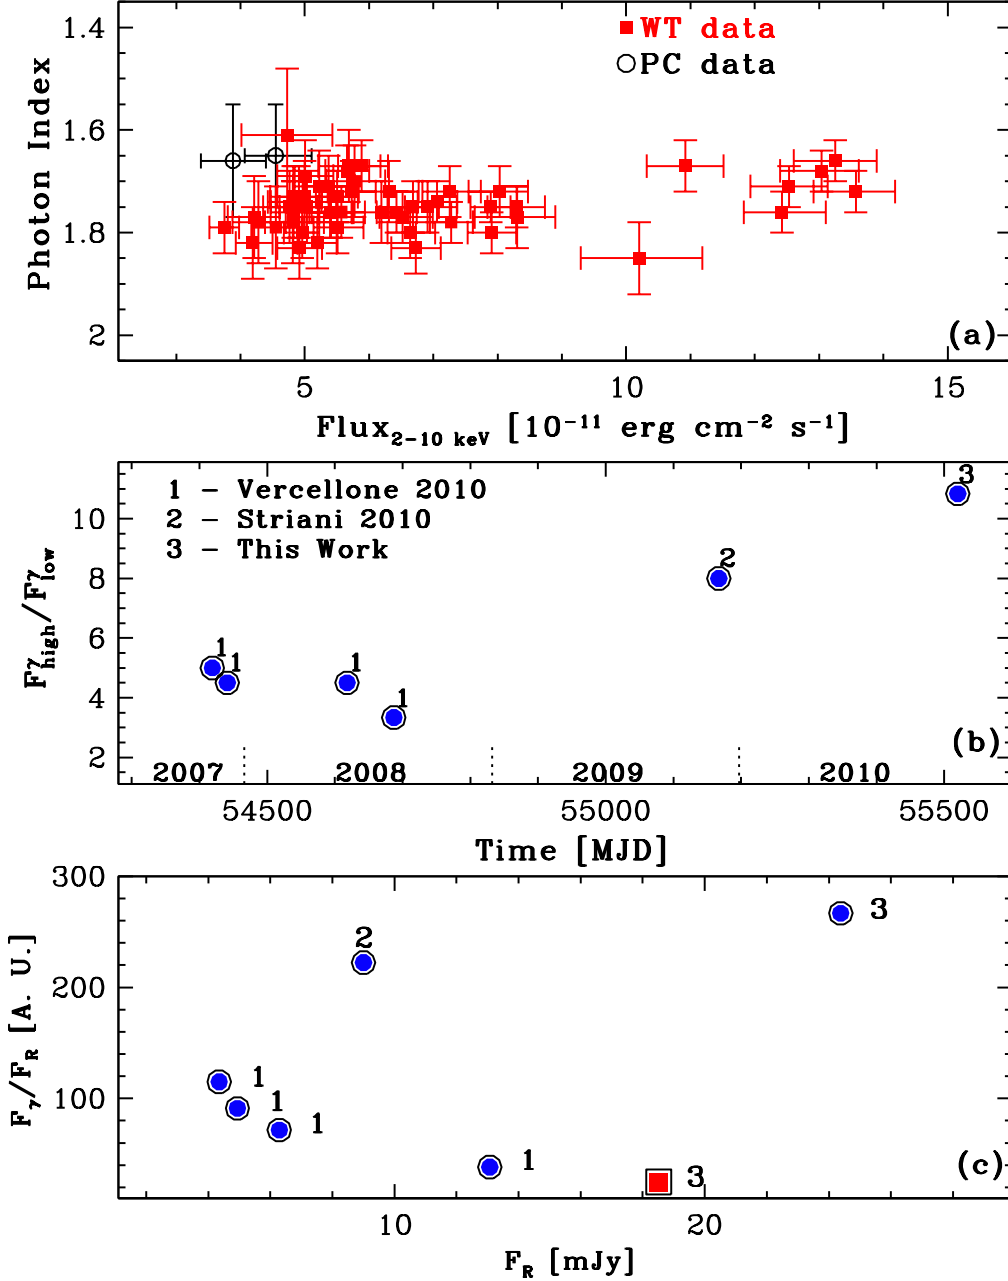 1.4
1.6
1.8
2
Photon Index
WT data
PC data
(a)
5 10 15
Flux2−10 keV [10−11 erg cm−2 s−1]
1 − Vercellone 2010
2 − Striani 2010
3 − This Work
10
8
6
4
2
Fγhigh/Fγlow
1
1
1
1
2
3
(b)
2007 2008 2009 2010
54500 55000 55500
Time [MJD]
300
200
100
Fγ/FR [A. U.]
3
2
1
1
1
1
3
(c)
10 20
FR [mJy]